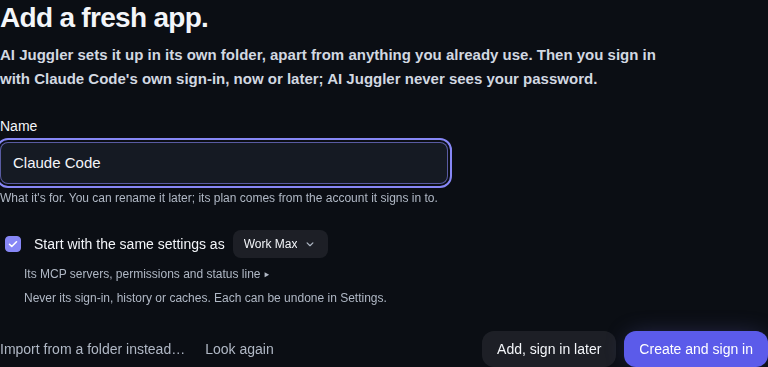 Add a fresh app.
AI Juggler sets it up in its own folder, apart from anything you already use. Then you sign in
with Claude Code's own sign-in, now or later; AI Juggler never sees your password.
Name
Claude Code
What it's for. You can rename it later; its plan comes from the account it signs in to.
Start with the same settings as Work Max
Its MCP servers, permissions and status line ▸
Never its sign-in, history or caches. Each can be undone in Settings.
Import from a folder instead… Look again Add, sign in later Create and sign in